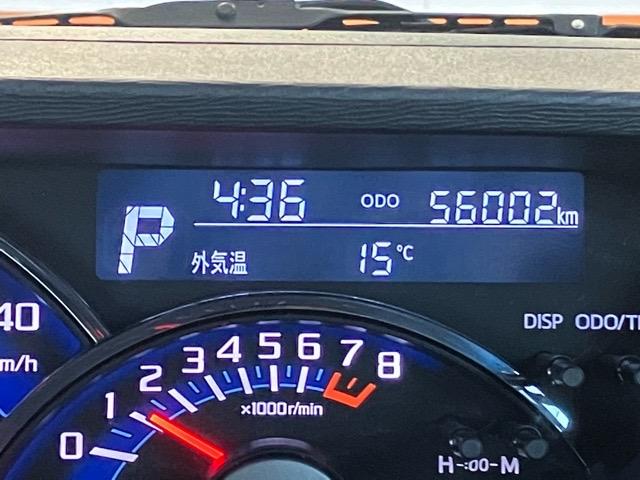 4:36 ODO 56002km
P
外気温 15℃
40
km/h
DISP ODO/T
0 1 2 3 4 5 6 7 8
×1000r/min
H-:00-M